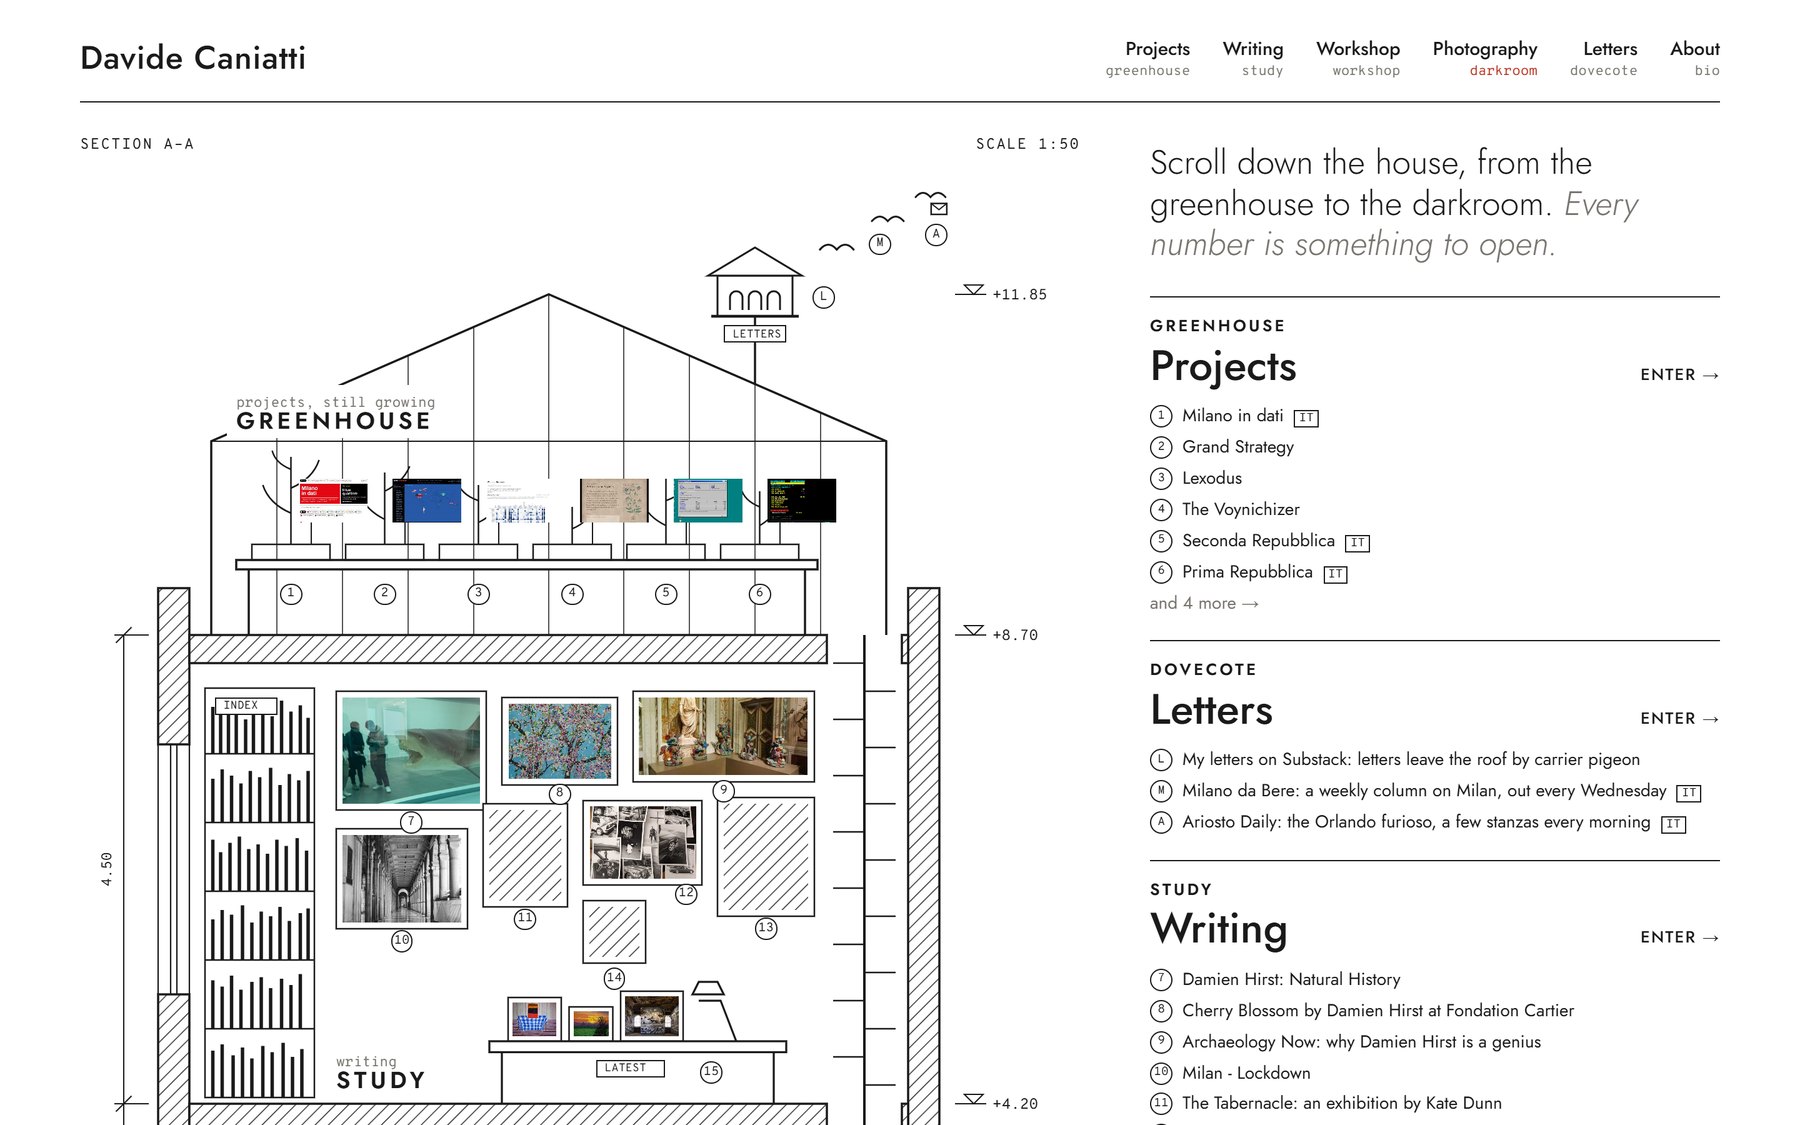 Davide Caniatti
Projects
greenhouse
Writing
study
Workshop
workshop
Photography
darkroom
Letters
dovecote
About
bio
SECTION A–A
SCALE 1:50
M
A
L
LETTERS
+11.85
projects, still growing
GREENHOUSE
Milano
in dati
1
2
3
4
5
6
+8.70
INDEX
7
8
9
10
11
12
13
14
4.50
writing
STUDY
LATEST
15
+4.20
Scroll down the house, from the
greenhouse to the darkroom. Every
number is something to open.
GREENHOUSE
Projects
ENTER →
1 Milano in dati IT
2 Grand Strategy
3 Lexodus
4 The Voynichizer
5 Seconda Repubblica IT
6 Prima Repubblica IT
and 4 more →
DOVECOTE
Letters
ENTER →
L My letters on Substack: letters leave the roof by carrier pigeon
M Milano da Bere: a weekly column on Milan, out every Wednesday IT
A Ariosto Daily: the Orlando furioso, a few stanzas every morning IT
STUDY
Writing
ENTER →
7 Damien Hirst: Natural History
8 Cherry Blossom by Damien Hirst at Fondation Cartier
9 Archaeology Now: why Damien Hirst is a genius
10 Milan - Lockdown
11 The Tabernacle: an exhibition by Kate Dunn